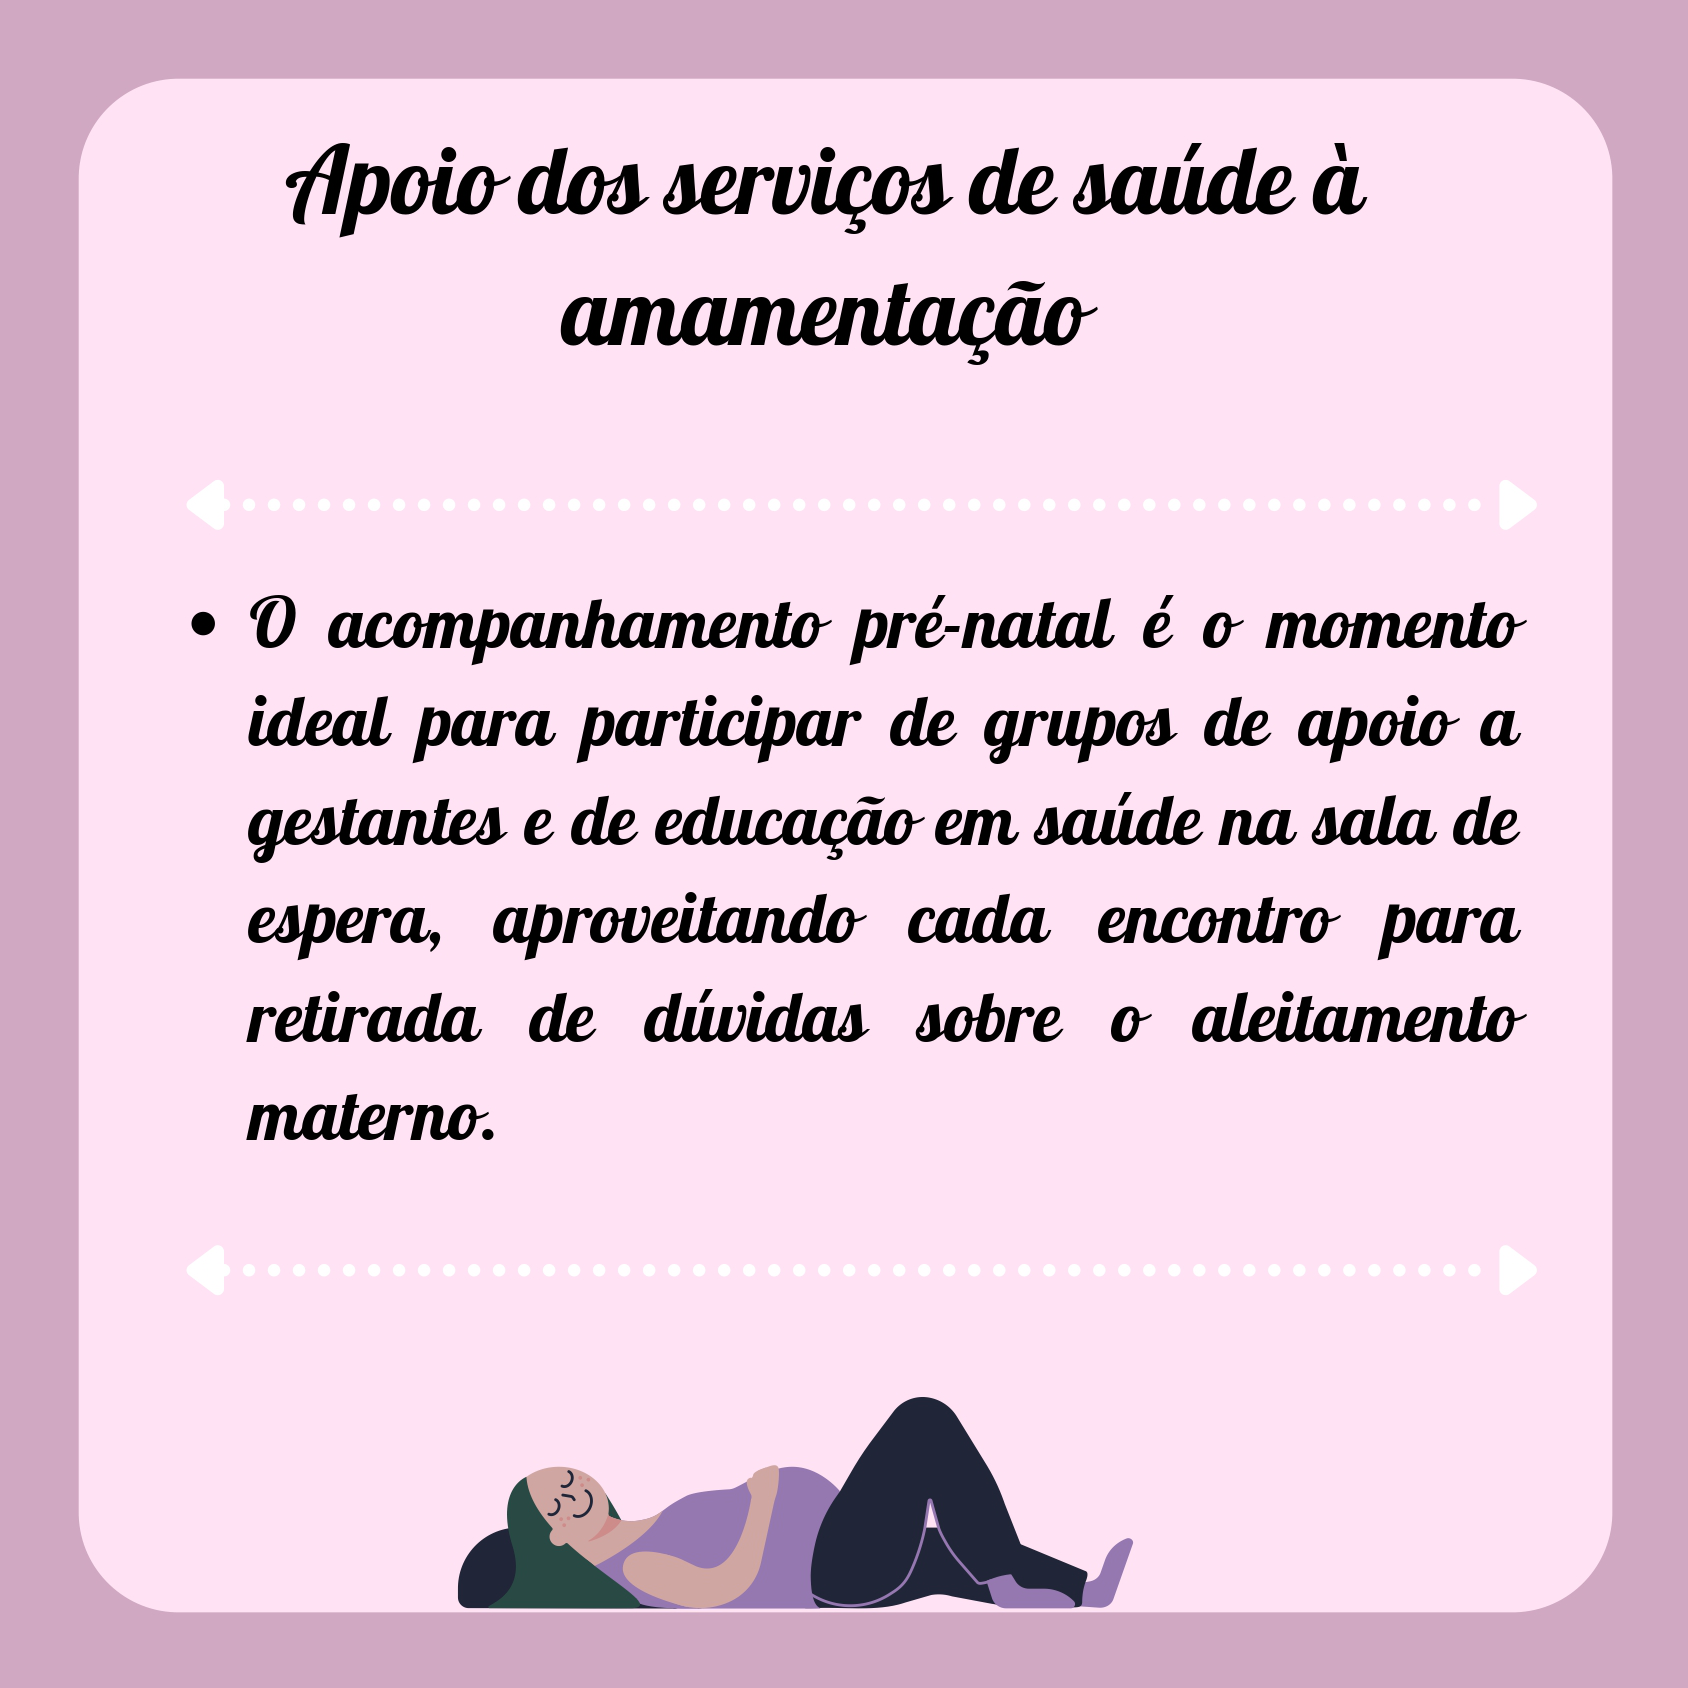 Apoio dos serviços de saúde à
amamentação
• O acompanhamento pré-natal é o momento
ideal para participar de grupos de apoio a
gestantes e de educação em saúde na sala de
espera, aproveitando cada encontro para
retirada de dúvidas sobre o aleitamento
materno.